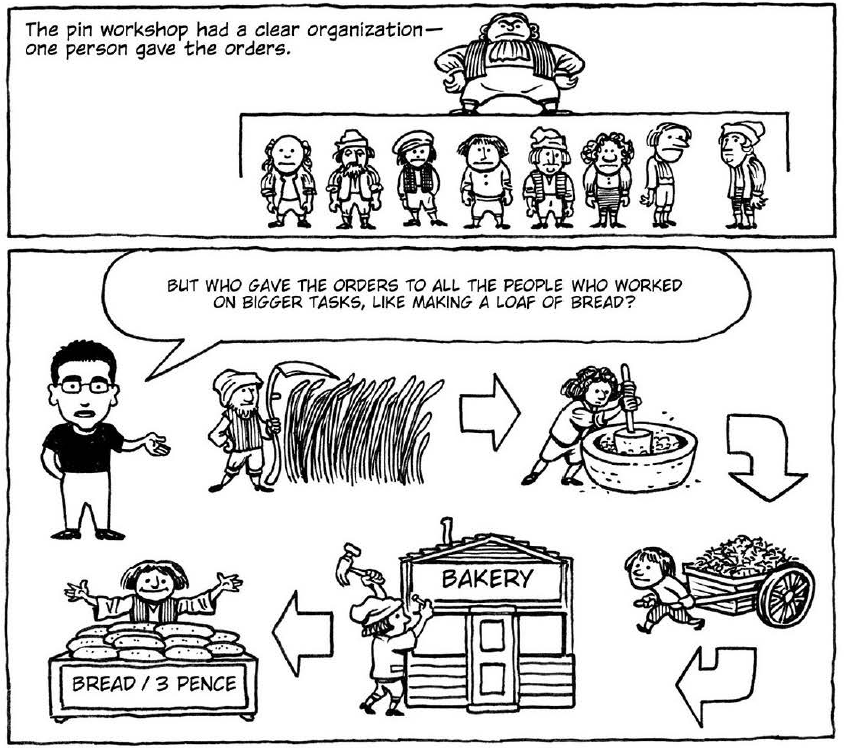 The pin workshop had a clear organization—
one person gave the orders.
BUT WHO GAVE THE ORDERS TO ALL THE PEOPLE WHO WORKED
ON BIGGER TASKS, LIKE MAKING A LOAF OF BREAD?
BAKERY
BREAD / 3 PENCE